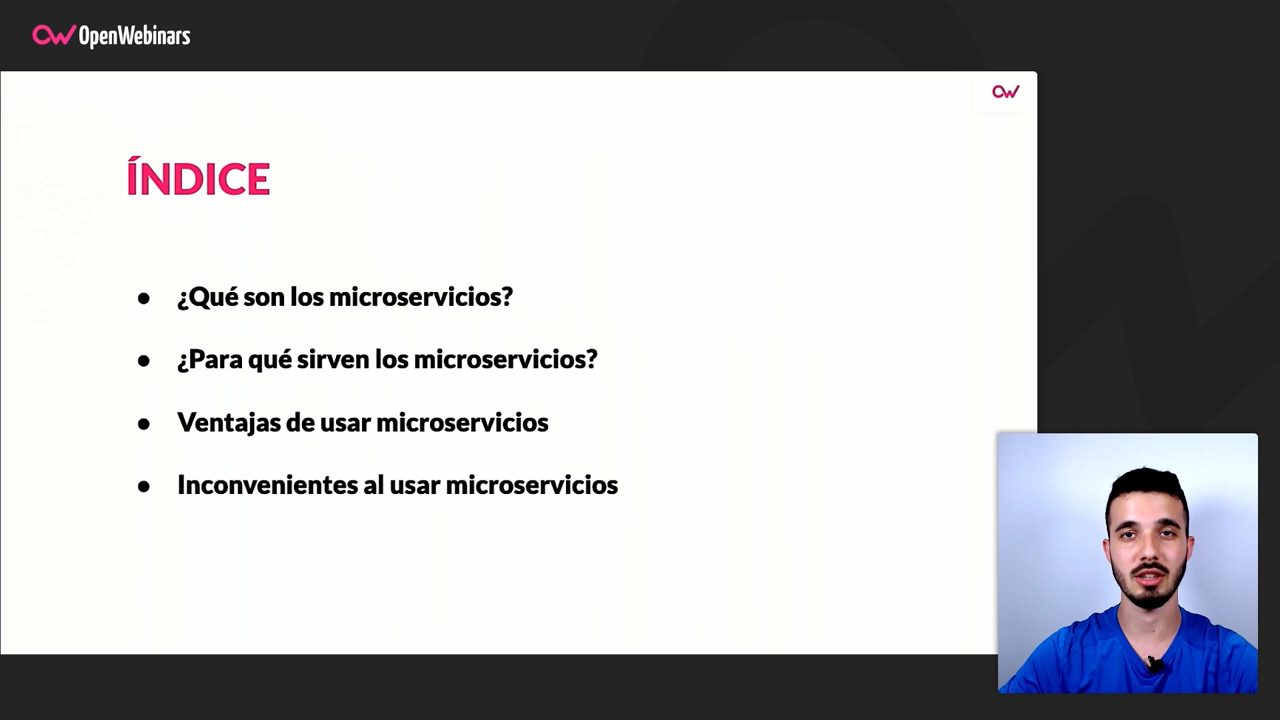 OpenWebinars
ÍNDICE
● ¿Qué son los microservicios?
● ¿Para qué sirven los microservicios?
● Ventajas de usar microservicios
● Inconvenientes al usar microservicios